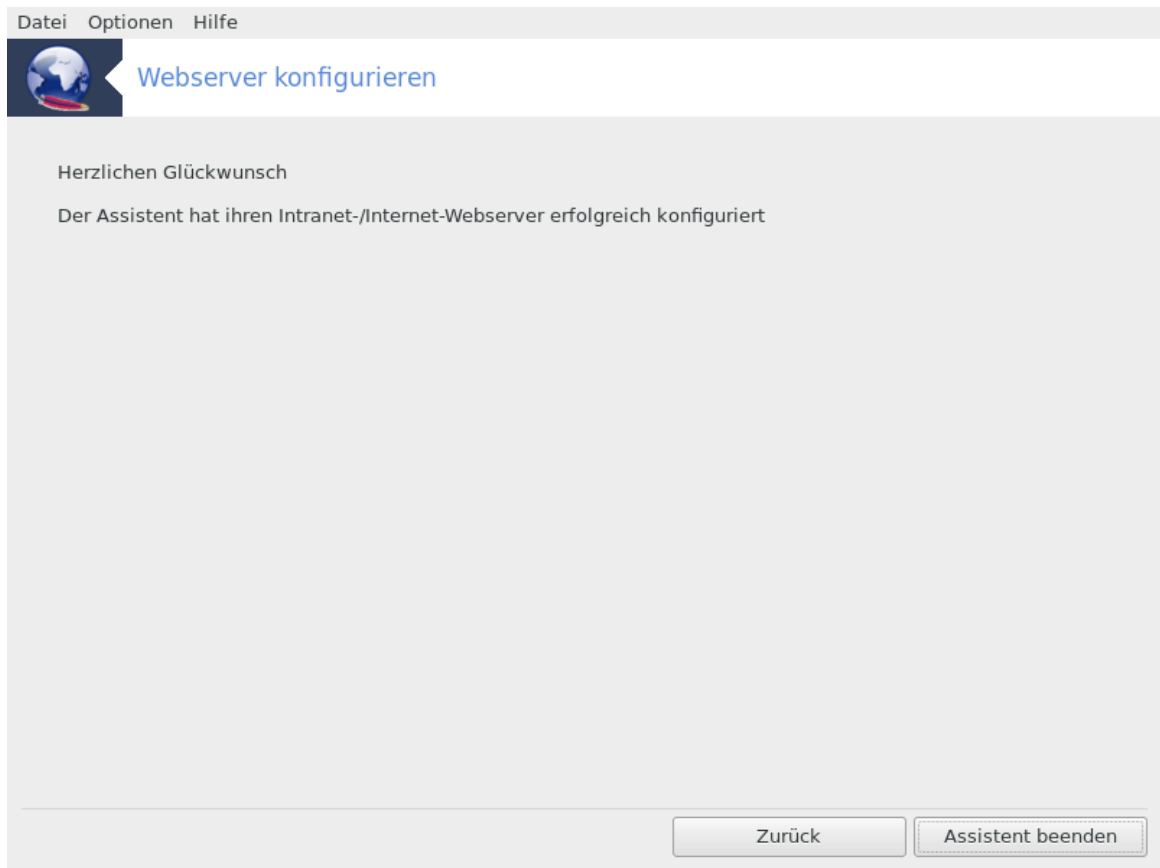 Datei Optionen Hilfe
Webserver konfigurieren
Herzlichen Glückwunsch
Der Assistent hat ihren Intranet-/Internet-Webserver erfolgreich konfiguriert
Zurück Assistent beenden